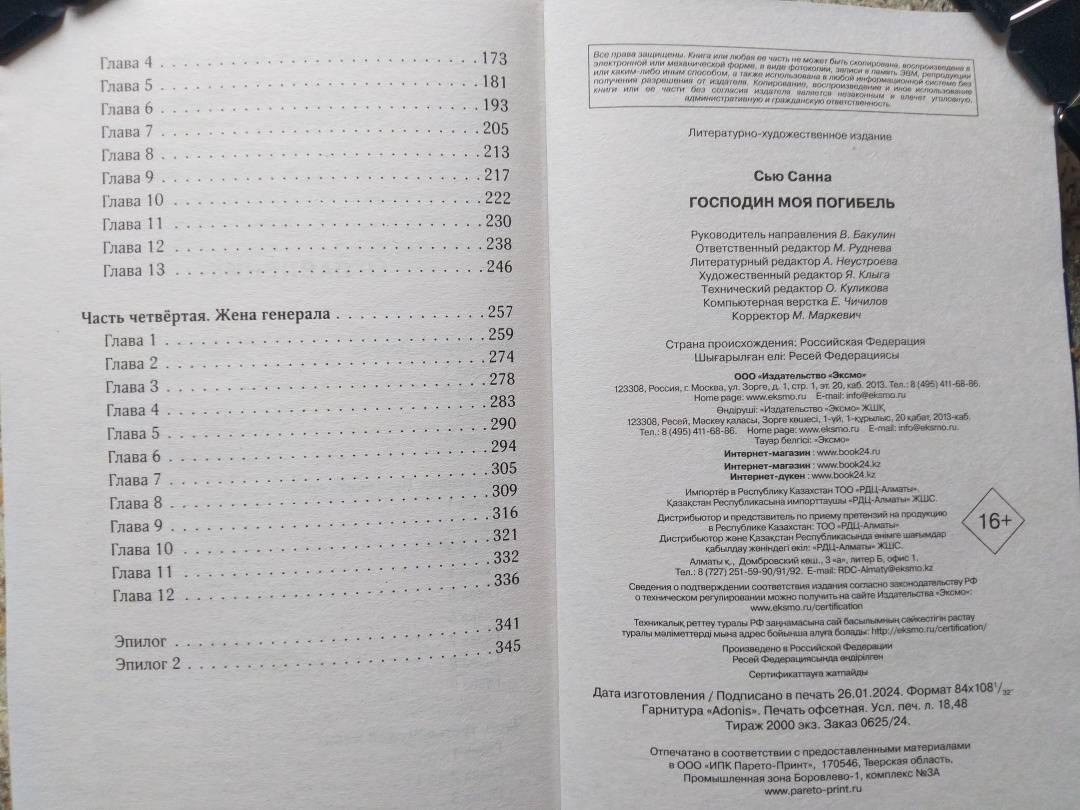 Глава 4 . . . . . . . . . . . . . . . . . . . . . . . . . . . . 173
Глава 5 . . . . . . . . . . . . . . . . . . . . . . . . . . . . 181
Глава 6 . . . . . . . . . . . . . . . . . . . . . . . . . . . . 193
Глава 7 . . . . . . . . . . . . . . . . . . . . . . . . . . . . 205
Глава 8 . . . . . . . . . . . . . . . . . . . . . . . . . . . . 213
Глава 9 . . . . . . . . . . . . . . . . . . . . . . . . . . . . 217
Глава 10 . . . . . . . . . . . . . . . . . . . . . . . . . . . 222
Глава 11 . . . . . . . . . . . . . . . . . . . . . . . . . . . 230
Глава 12 . . . . . . . . . . . . . . . . . . . . . . . . . . . 238
Глава 13 . . . . . . . . . . . . . . . . . . . . . . . . . . . 246
Часть четвёртая. Жена генерала . . . . . . . . . . . . 257
Глава 1 . . . . . . . . . . . . . . . . . . . . . . . . . . . . 259
Глава 2 . . . . . . . . . . . . . . . . . . . . . . . . . . . . 274
Глава 3 . . . . . . . . . . . . . . . . . . . . . . . . . . . . 278
Глава 4 . . . . . . . . . . . . . . . . . . . . . . . . . . . . 283
Глава 5 . . . . . . . . . . . . . . . . . . . . . . . . . . . . 290
Глава 6 . . . . . . . . . . . . . . . . . . . . . . . . . . . . 294
Глава 7 . . . . . . . . . . . . . . . . . . . . . . . . . . . . 305
Глава 8 . . . . . . . . . . . . . . . . . . . . . . . . . . . . 309
Глава 9 . . . . . . . . . . . . . . . . . . . . . . . . . . . . 316
Глава 10 . . . . . . . . . . . . . . . . . . . . . . . . . . . 321
Глава 11 . . . . . . . . . . . . . . . . . . . . . . . . . . . 332
Глава 12 . . . . . . . . . . . . . . . . . . . . . . . . . . . 336
Эпилог . . . . . . . . . . . . . . . . . . . . . . . . . . . . 341
Эпилог 2 . . . . . . . . . . . . . . . . . . . . . . . . . . . 345
Все права защищены. Книга или любая ее часть не может быть скопирована, воспроизведена в
электронной или механической форме, в виде фотокопии, записи в память ЭВМ, репродукции
или каким-либо иным способом, а также использована в любой информационной системе без
получения разрешения от издателя. Копирование, воспроизведение и иное использование
книги или ее части без согласия издателя является незаконным и влечет уголовную,
административную и гражданскую ответственность.
Литературно-художественное издание
Сью Санна
ГОСПОДИН МОЯ ПОГИБЕЛЬ
Руководитель направления В. Бакулин
Ответственный редактор М. Руднева
Литературный редактор А. Неустроева
Художественный редактор Я. Клыга
Технический редактор О. Куликова
Компьютерная верстка Е. Чичилов
Корректор М. Маркевич
Страна происхождения: Российская Федерация
Шығарылған елі: Ресей Федерациясы
ООО «Издательство «Эксмо»
123308, Россия, г. Москва, ул. Зорге, д. 1, стр. 1, эт. 20, каб. 2013. Тел.: 8 (495) 411-68-86.
Home page: www.eksmo.ru E-mail: info@eksmo.ru
Өндіруші: «Издательство «Эксмо» ЖШҚ
123308, Ресей, Мәскеу қаласы, Зорге көшесі, 1-үй, 1-құрылыс, 20 қабат, 2013-каб.
Тел.: 8 (495) 411-68-86. Home page: www.eksmo.ru E-mail: info@eksmo.ru.
Тауар белгісі: «Эксмо»
Интернет-магазин : www.book24.ru
Интернет-магазин : www.book24.kz
Интернет-дүкен : www.book24.kz
Импортёр в Республику Казахстан ТОО «РДЦ-Алматы».
Қазақстан Республикасына импорттаушы «РДЦ-Алматы» ЖШС.
Дистрибьютор и представитель по приему претензий на продукцию
в Республике Казахстан: ТОО «РДЦ-Алматы»
Дистрибьютор және Қазақстан Республикасында өнімге шағымдар
қабылдау жөніндегі өкіл: «РДЦ-Алматы» ЖШС.
Алматы қ., Домбровский көш., 3 «а», литер Б, офис 1.
Тел.: 8 (727) 251-59-90/91/92. E-mail: RDC-Almaty@eksmo.kz
16+
Сведения о подтверждении соответствия издания согласно законодательству РФ
о техническом регулировании можно получить на сайте Издательства «Эксмо»:
www.eksmo.ru/certification
Техникалық реттеу туралы РФ заңнамасына сай басылымның сәйкестігін растау
туралы мәліметтерді мына адрес бойынша алуға болады: http://eksmo.ru/certification/
Произведено в Российской Федерации
Ресей Федерациясында өндірілген
Сертификаттауға жатпайды
Дата изготовления / Подписано в печать 26.01.2024. Формат 84х108 1/32.
Гарнитура «Adonis». Печать офсетная. Усл. печ. л. 18,48
Тираж 2000 экз. Заказ 0625/24.
Отпечатано в соответствии с предоставленными материалами
в ООО «ИПК Парето-Принт», 170546, Тверская область,
Промышленная зона Боровлево-1, комплекс №3А
www.pareto-print.ru